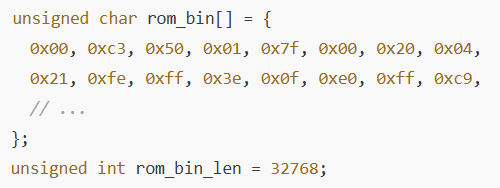 unsigned char rom_bin[] = {
  0x00, 0xc3, 0x50, 0x01, 0x7f, 0x00, 0x20, 0x04,
  0x21, 0xfe, 0xff, 0x3e, 0x0f, 0xe0, 0xff, 0xc9,
  // ...
};
unsigned int rom_bin_len = 32768;